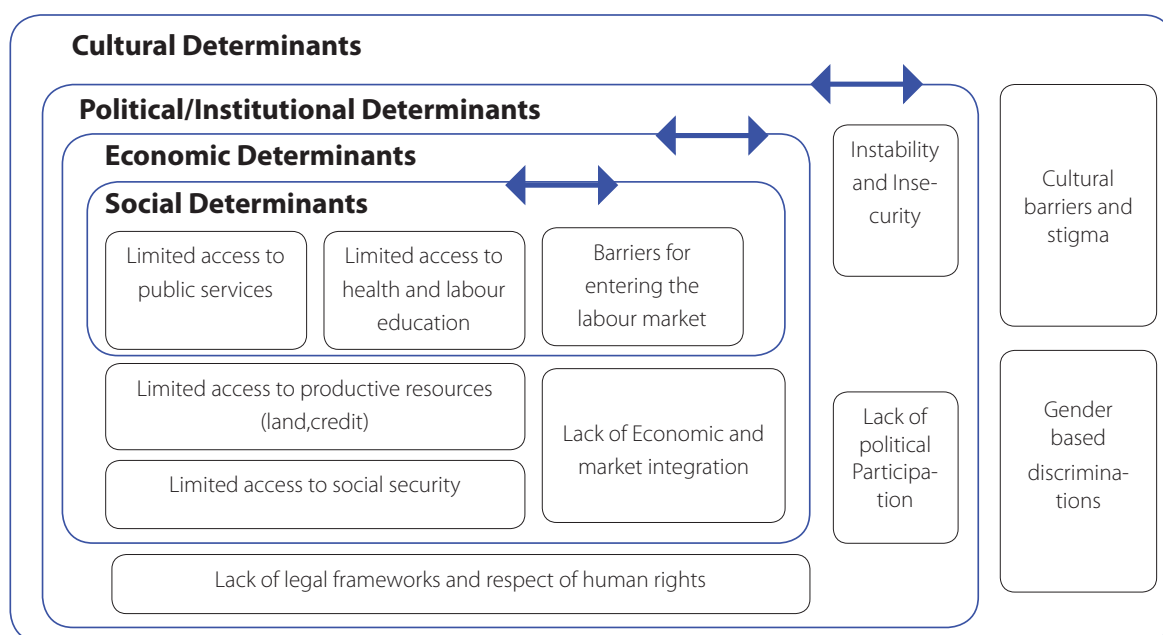 Cultural Determinants
Political/Institutional Determinants
Economic Determinants
Social Determinants
Limited access to
public services
Limited access to
health and labour
education
Barriers for
entering the
labour market
Limited access to productive resources
(land,credit)
Limited access to social security
Lack of Economic and
market integration
Lack of legal frameworks and respect of human rights
Instability
and Inse-
curity
Lack of
political
Participa-
tion
Cultural
barriers and
stigma
Gender
based
discrimina-
tions